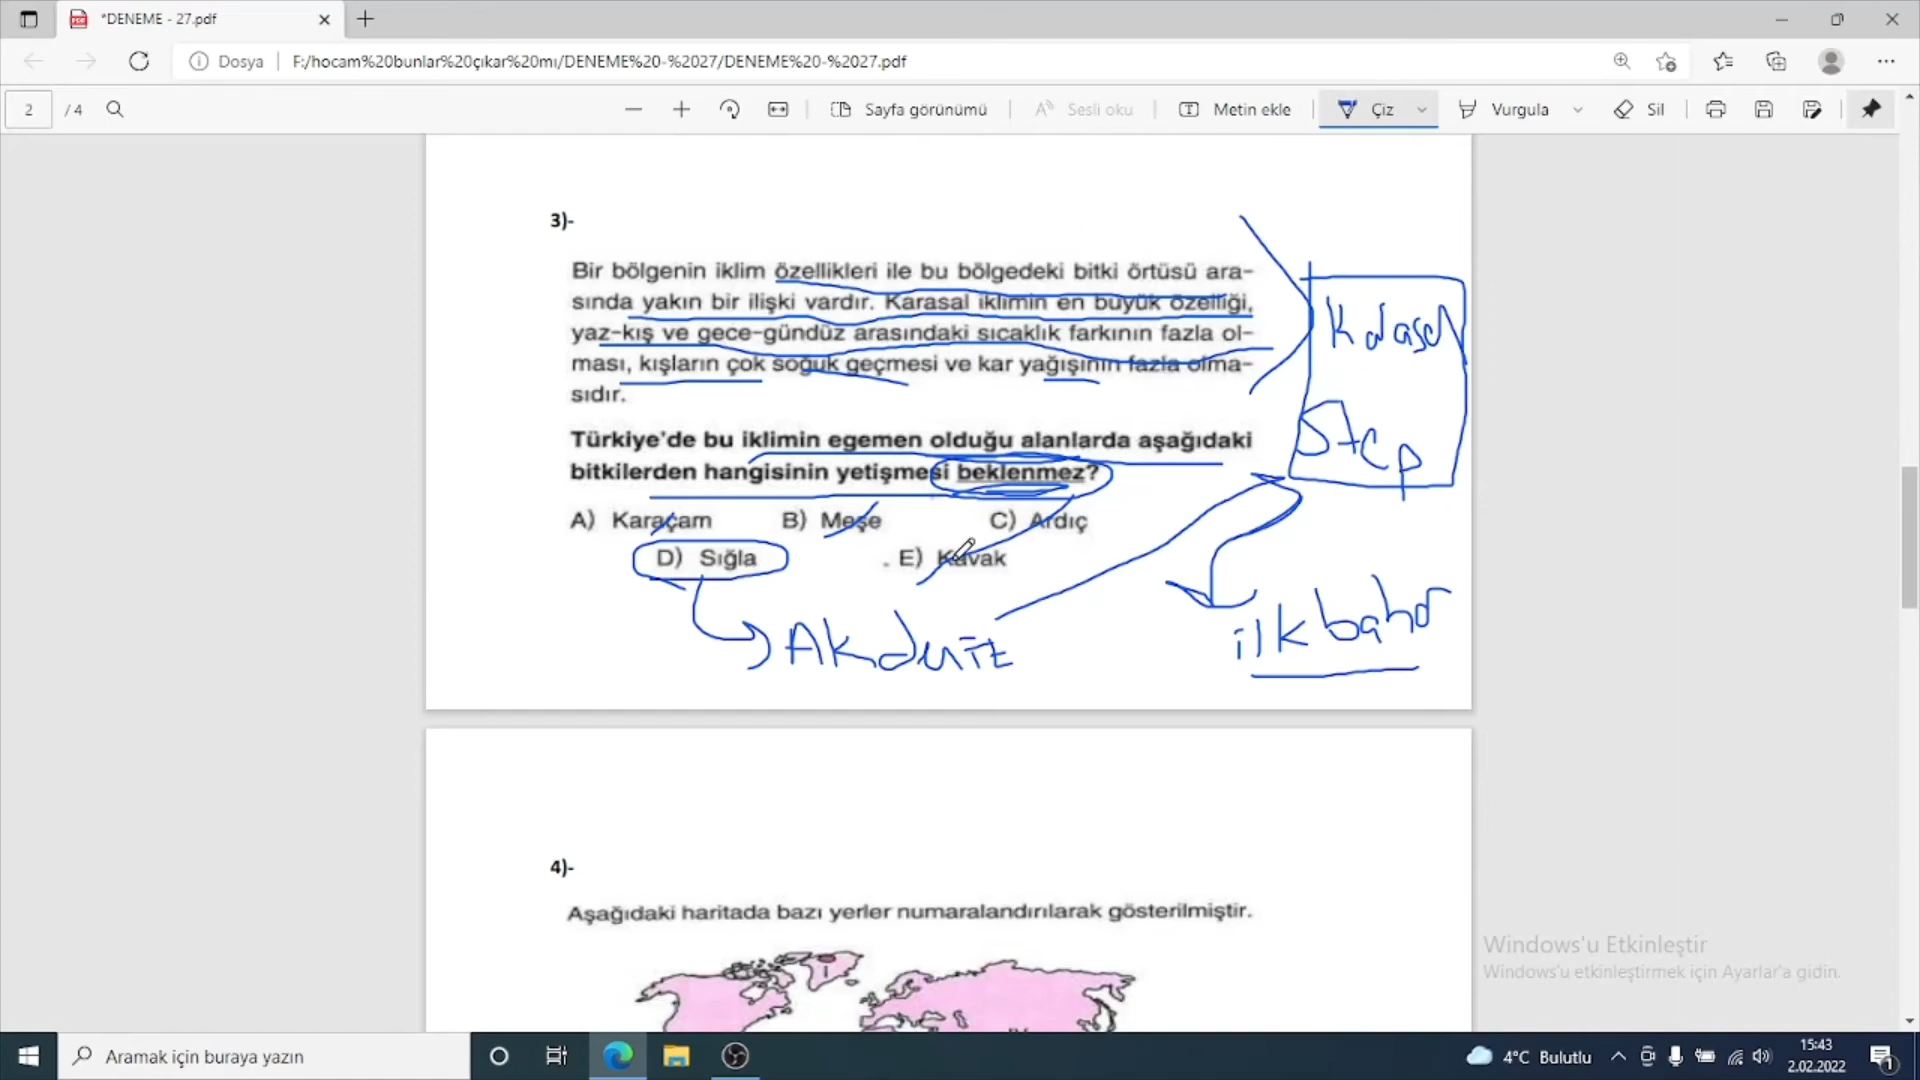 *DENEME - 27.pdf
Dosya
F:/hocam%20bunlar%20çıkar%20mı/DENEME%20-%2027/DENEME%20-%2027.pdf
2 / 4
Sayfa görünümü
Sesli oku
Metin ekle
Çiz
Vurgula
Sil
3)-
Bir bölgenin iklim özellikleri ile bu bölgedeki bitki örtüsü ara-
sında yakın bir ilişki vardır. Karasal iklimin en büyük özelliği,
yaz-kış ve gece-gündüz arasındaki sıcaklık farkının fazla ol-
ması, kışların çok soğuk geçmesi ve kar yağışının fazla olma-
sıdır.
Karasal
Step
Türkiye'de bu iklimin egemen olduğu alanlarda aşağıdaki
bitkilerden hangisinin yetişmesi beklenmez?
A) Karaçam B) Meşe C) Ardıç
D) Sığla . E) Kavak
Akdeniz
ilkbahar
4)-
Aşağıdaki haritada bazı yerler numaralandırılarak gösterilmiştir.
I
Windows'u Etkinleştir
Windows'u etkinleştirmek için Ayarlar'a gidin.
Aramak için buraya yazın
4°C Bulutlu
15:43
2.02.2022
1